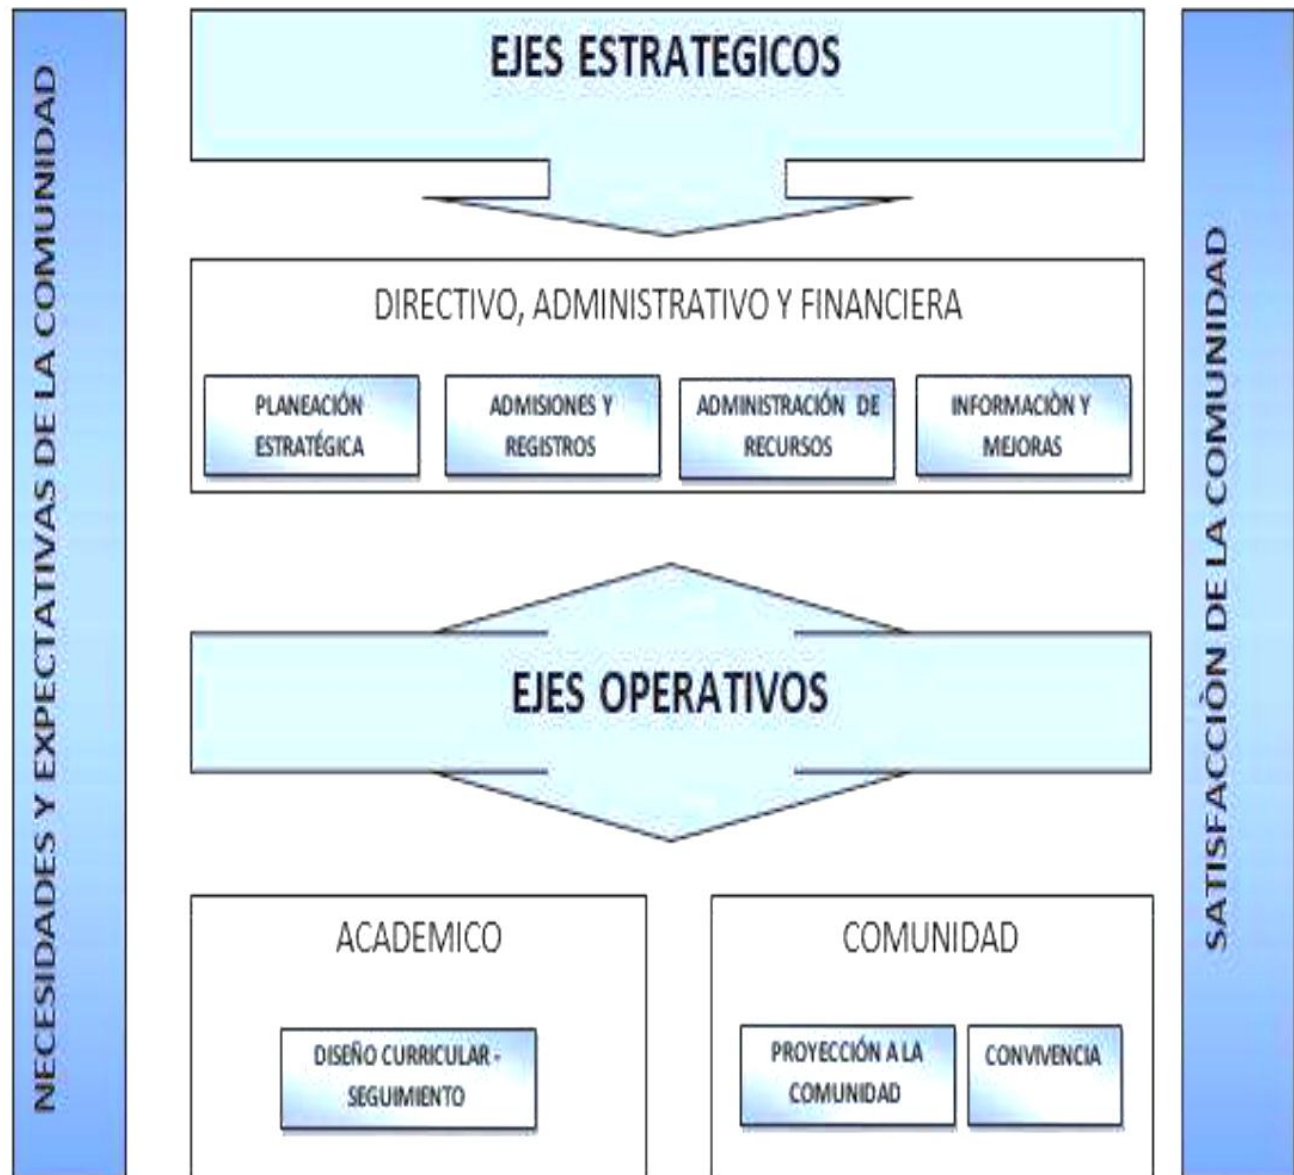 NECESIDADES Y EXPECTATIVAS DE LA COMUNIDAD
EJES ESTRATEGICOS
DIRECTIVO, ADMINISTRATIVO Y FINANCIERA
PLANEACIÓN
ESTRATÉGICA
ADMISIONES Y
REGISTROS
ADMINISTRACIÓN DE
RECURSOS
INFORMACIÒN Y
MEJORAS
EJES OPERATIVOS
ACADEMICO
DISEÑO CURRICULAR -
SEGUIMIENTO
COMUNIDAD
PROYECCIÓN A LA
COMUNIDAD
CONVIVENCIA
SATISFACCIÒN DE LA COMUNIDAD